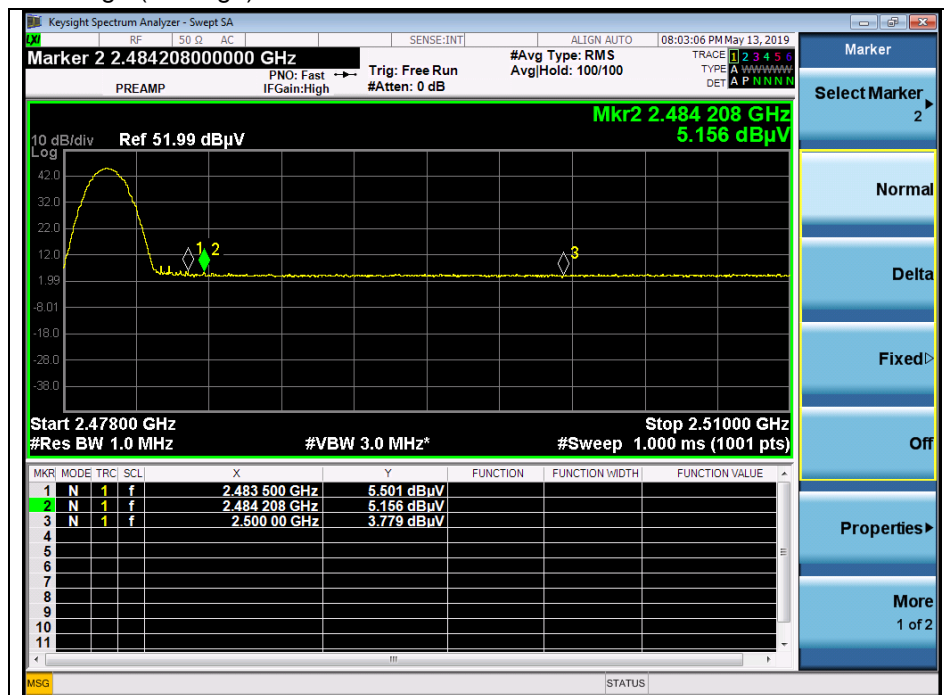 Keysight Spectrum Analyzer - Swept SA
LXI RF 50 Ω AC SENSE:INT ALIGN AUTO 08:03:06 PM May 13, 2019
Marker 2 2.484208000000 GHz
PREAMP
PNO: Fast
IFGain:High
Trig: Free Run
#Atten: 0 dB
#Avg Type: RMS
Avg|Hold: 100/100
TRACE 1 2 3 4 5 6
TYPE A WWWWW
DET A P N N N N
Mkr2 2.484 208 GHz
5.156 dBµV
10 dB/div Ref 51.99 dBµV
Log
42.0
32.0
22.0
12.0
1.99
-8.01
-18.0
-28.0
-38.0
1 2 3
Start 2.47800 GHz Stop 2.51000 GHz
#Res BW 1.0 MHz #VBW 3.0 MHz* #Sweep 1.000 ms (1001 pts)
MKR MODE TRC SCL X Y FUNCTION FUNCTION WIDTH FUNCTION VALUE
1 N 1 f 2.483 500 GHz 5.501 dBµV
2 N 1 f 2.484 208 GHz 5.156 dBµV
3 N 1 f 2.500 00 GHz 3.779 dBµV
4
5
6
7
8
9
10
11
MSG STATUS
Marker
Select Marker
2
Normal
Delta
Fixed
Off
Properties
More
1 of 2